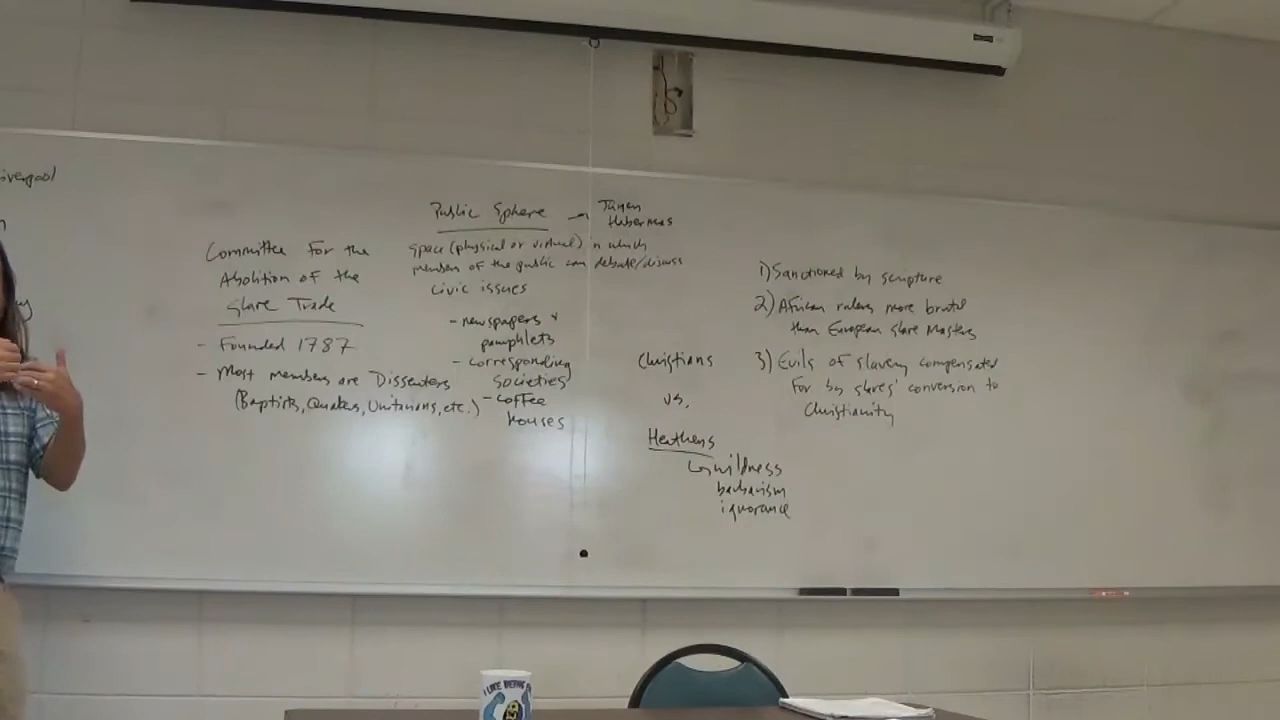 iverpool
Committee for the
Abolition of the
Slave Trade
- Founded 1787
- Most members are Dissenters
(Baptists, Quakers, Unitarians, etc.)
Public Sphere
Jürgen
Habermas
space (physical or virtual) in which
members of the public can debate/discuss
civic issues
- newspapers +
pamphlets
- corresponding
societies
- coffee
houses
Christians
vs.
Heathens
wildness
barbarism
ignorance
1) Sanctioned by scripture
2) African rulers more brutal
than European slave masters
3) Evils of slavery compensated
for by slaves' conversion to
Christianity
I LIKE BEING